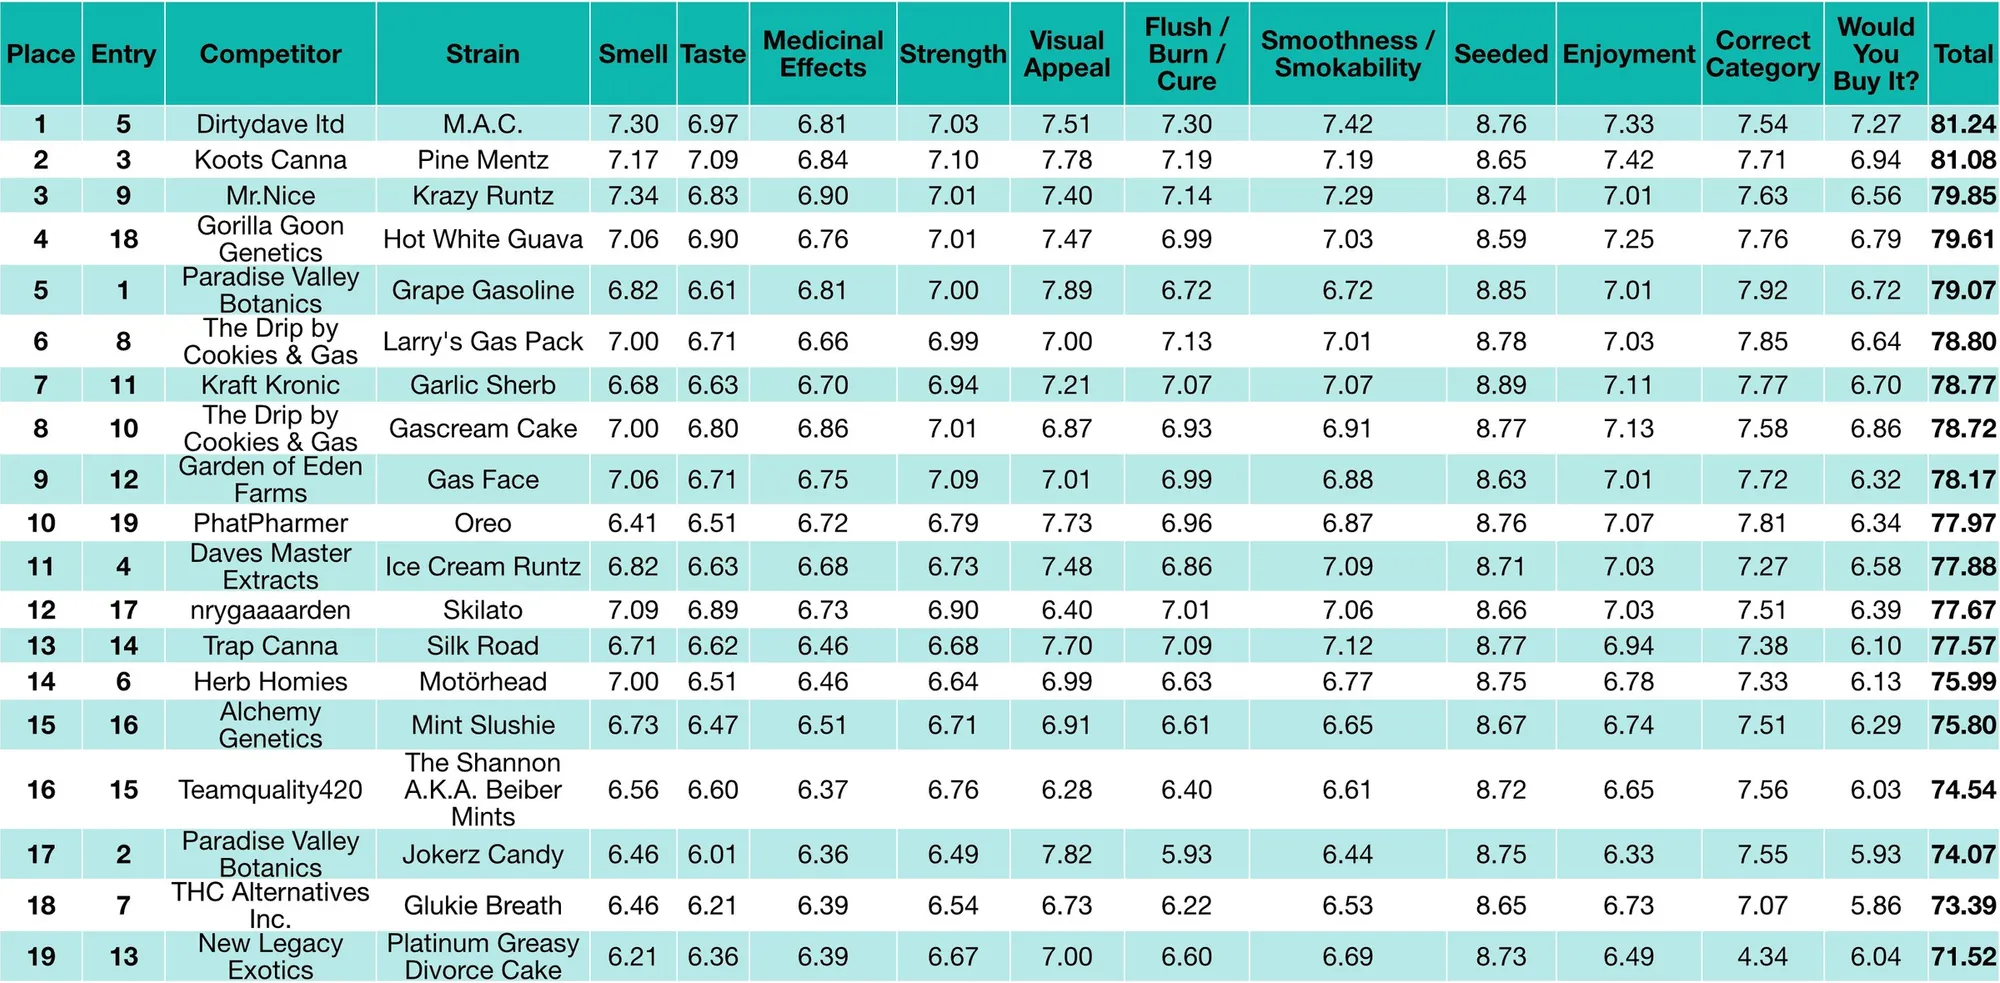 Place Entry Competitor Strain Smell Taste Medicinal Effects Strength Visual Appeal Flush / Burn / Cure Smoothness / Smokability Seeded Enjoyment Correct Category Would You Buy It? Total
1 5 Dirtydave ltd M.A.C. 7.30 6.97 6.81 7.03 7.51 7.30 7.42 8.76 7.33 7.54 7.27 81.24
2 3 Koots Canna Pine Mentz 7.17 7.09 6.84 7.10 7.78 7.19 7.19 8.65 7.42 7.71 6.94 81.08
3 9 Mr.Nice Krazy Runtz 7.34 6.83 6.90 7.01 7.40 7.14 7.29 8.74 7.01 7.63 6.56 79.85
4 18 Gorilla Goon Genetics Hot White Guava 7.06 6.90 6.76 7.01 7.47 6.99 7.03 8.59 7.25 7.76 6.79 79.61
5 1 Paradise Valley Botanics Grape Gasoline 6.82 6.61 6.81 7.00 7.89 6.72 6.72 8.85 7.01 7.92 6.72 79.07
6 8 The Drip by Cookies & Gas Larry's Gas Pack 7.00 6.71 6.66 6.99 7.00 7.13 7.01 8.78 7.03 7.85 6.64 78.80
7 11 Kraft Kronic Garlic Sherb 6.68 6.63 6.70 6.94 7.21 7.07 7.07 8.89 7.11 7.77 6.70 78.77
8 10 The Drip by Cookies & Gas Gascream Cake 7.00 6.80 6.86 7.01 6.87 6.93 6.91 8.77 7.13 7.58 6.86 78.72
9 12 Garden of Eden Farms Gas Face 7.06 6.71 6.75 7.09 7.01 6.99 6.88 8.63 7.01 7.72 6.32 78.17
10 19 PhatPharmer Oreo 6.41 6.51 6.72 6.79 7.73 6.96 6.87 8.76 7.07 7.81 6.34 77.97
11 4 Daves Master Extracts Ice Cream Runtz 6.82 6.63 6.68 6.73 7.48 6.86 7.09 8.71 7.03 7.27 6.58 77.88
12 17 nrygaaaarden Skilato 7.09 6.89 6.73 6.90 6.40 7.01 7.06 8.66 7.03 7.51 6.39 77.67
13 14 Trap Canna Silk Road 6.71 6.62 6.46 6.68 7.70 7.09 7.12 8.77 6.94 7.38 6.10 77.57
14 6 Herb Homies Motörhead 7.00 6.51 6.46 6.64 6.99 6.63 6.77 8.75 6.78 7.33 6.13 75.99
15 16 Alchemy Genetics Mint Slushie 6.73 6.47 6.51 6.71 6.91 6.61 6.65 8.67 6.74 7.51 6.29 75.80
16 15 Teamquality420 The Shannon A.K.A. Beiber Mints 6.56 6.60 6.37 6.76 6.28 6.40 6.61 8.72 6.65 7.56 6.03 74.54
17 2 Paradise Valley Botanics Jokerz Candy 6.46 6.01 6.36 6.49 7.82 5.93 6.44 8.75 6.33 7.55 5.93 74.07
18 7 THC Alternatives Inc. Glukie Breath 6.46 6.21 6.39 6.54 6.73 6.22 6.53 8.65 6.73 7.07 5.86 73.39
19 13 New Legacy Exotics Platinum Greasy Divorce Cake 6.21 6.36 6.39 6.67 7.00 6.60 6.69 8.73 6.49 4.34 6.04 71.52